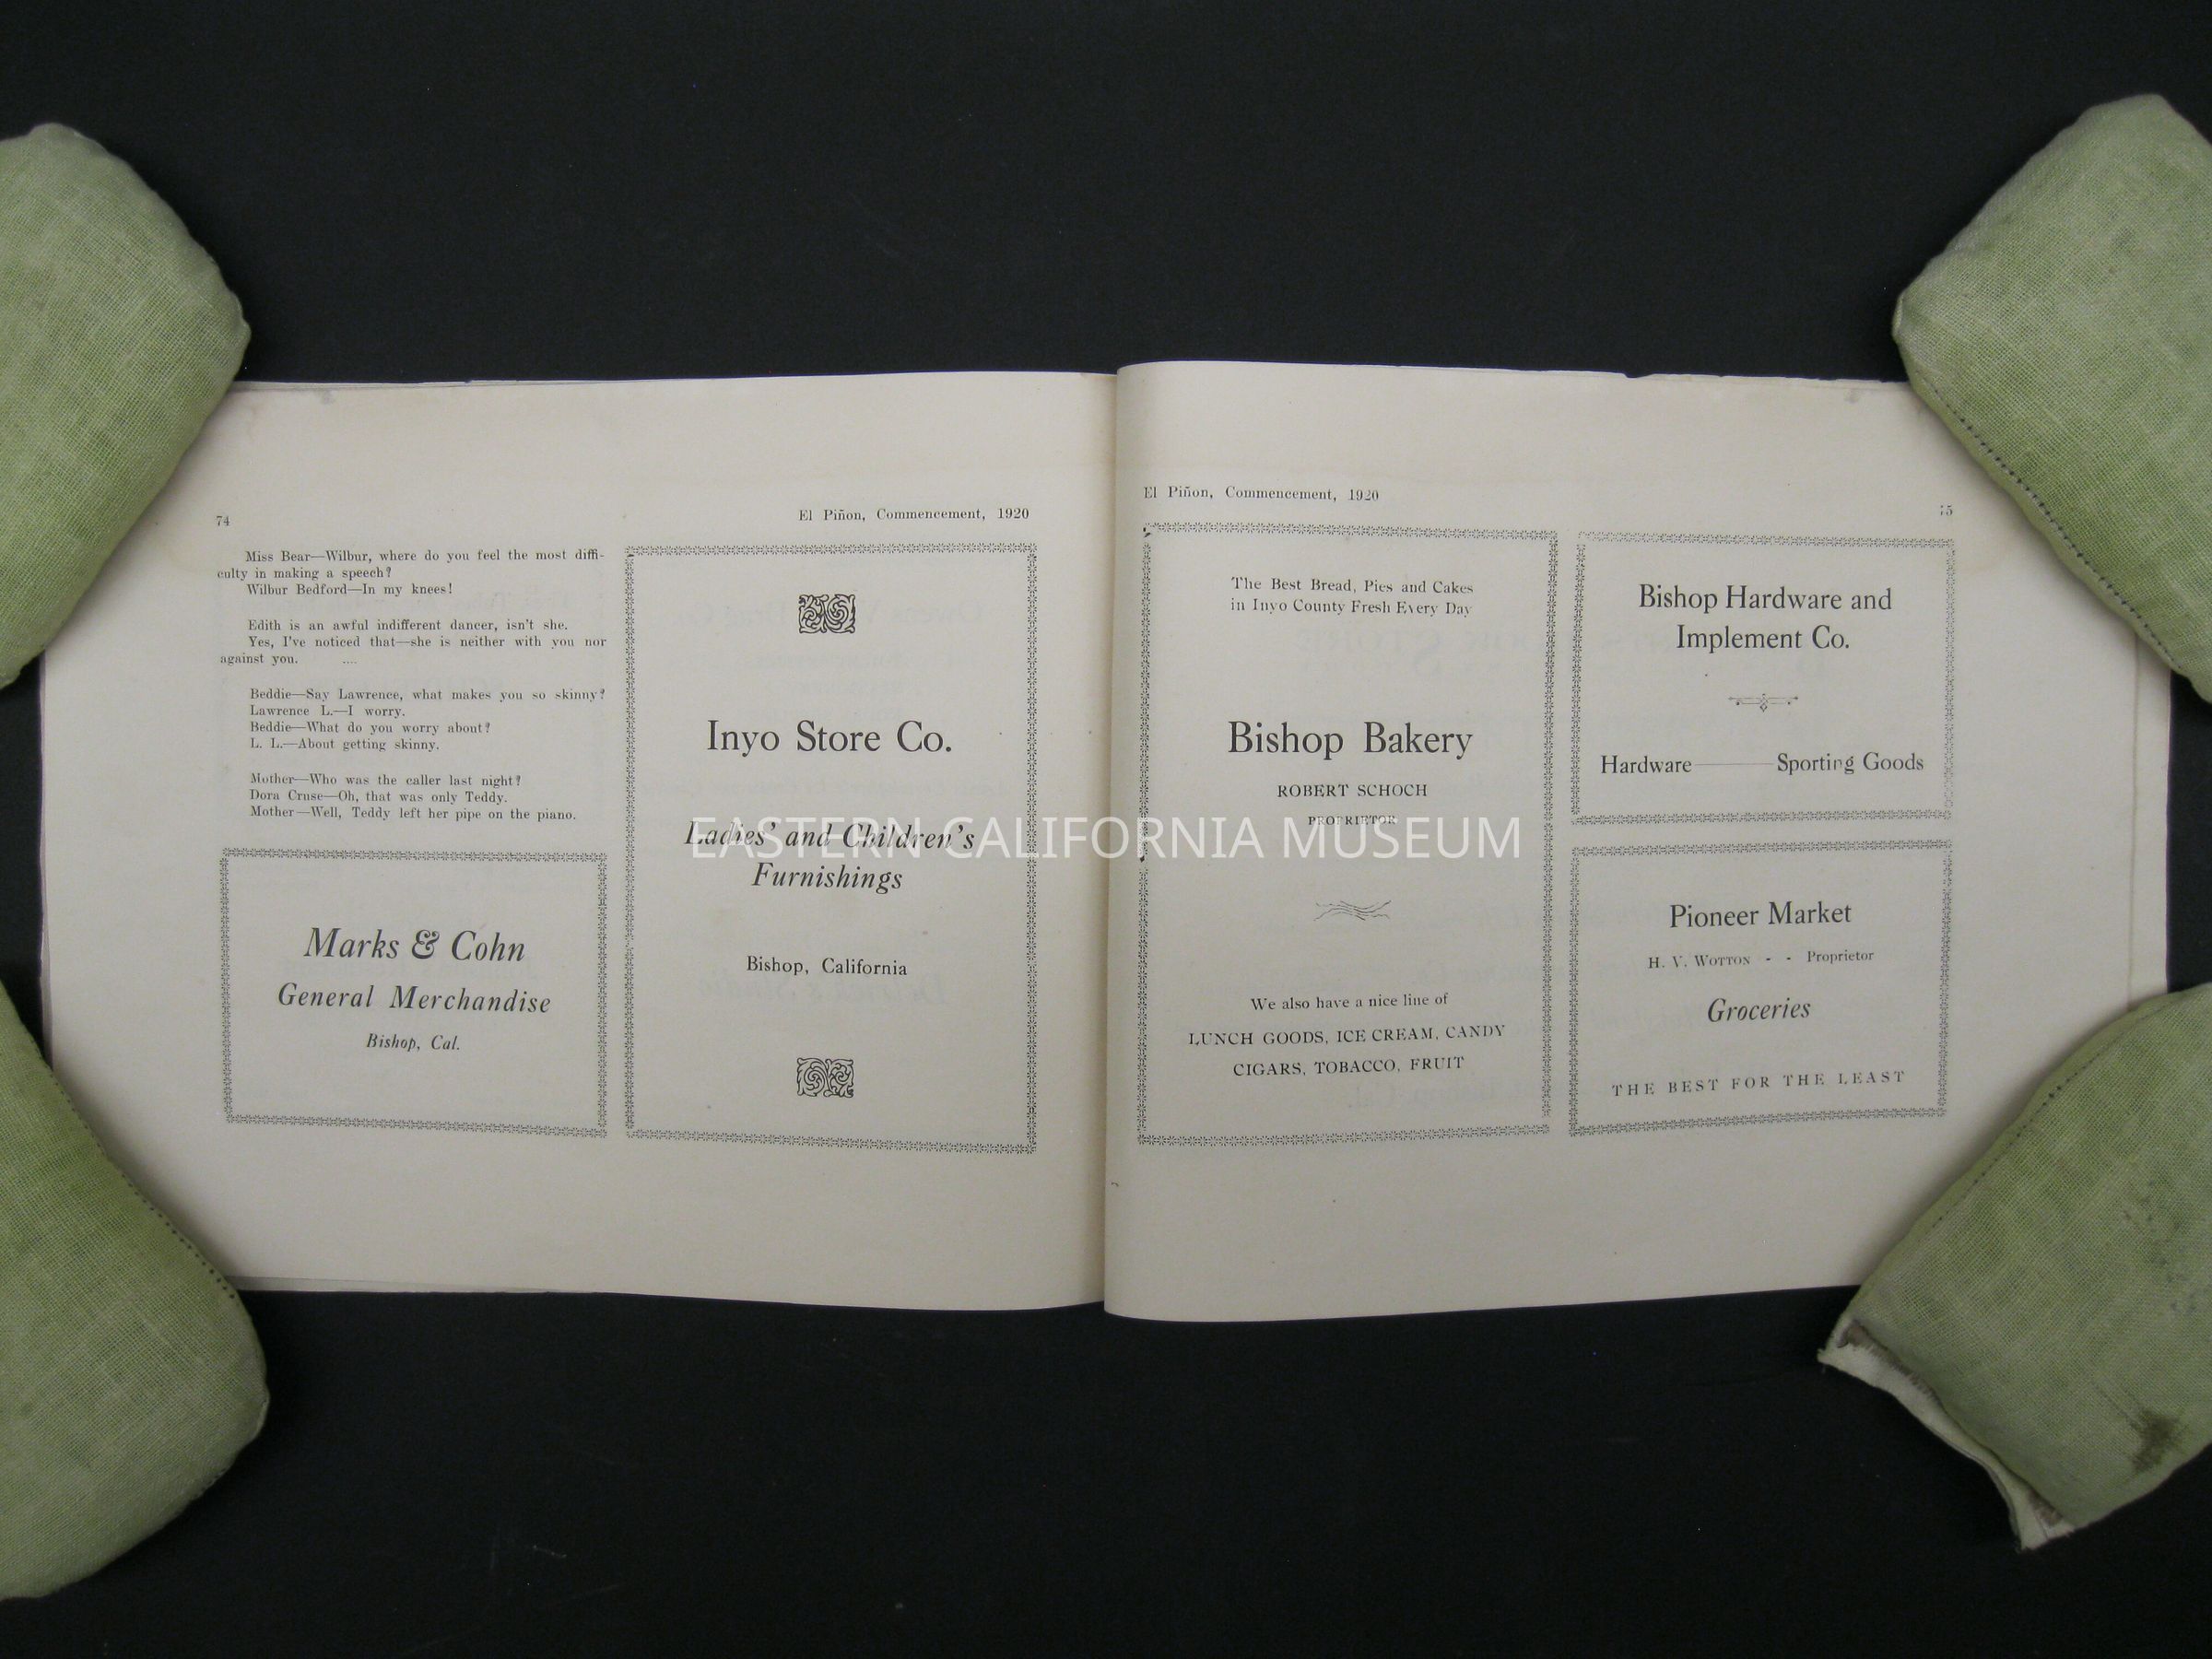 74
El Piñon, Commencement, 1920
Miss Bear—Wilbur, where do you feel the most diffi-
culty in making a speech?
Wilbur Bedford—In my knees!
Edith is an awful indifferent dancer, isn't she.
Yes, I've noticed that—she is neither with you nor
against you. ....
Beddie—Say Lawrence, what makes you so skinny?
Lawrence L.—I worry.
Beddie—What do you worry about?
L. L.—About getting skinny.
Mother—Who was the caller last night?
Dora Cruse—Oh, that was only Teddy.
Mother—Well, Teddy left her pipe on the piano.
Marks & Cohn
General Merchandise
Bishop, Cal.
Inyo Store Co.
Ladies' and Children's
Furnishings
Bishop, California
El Piñon, Commencement, 1920
75
The Best Bread, Pies and Cakes
in Inyo County Fresh Every Day
Bishop Bakery
ROBERT SCHOCH
PROPRIETOR
We also have a nice line of
LUNCH GOODS, ICE CREAM, CANDY
CIGARS, TOBACCO, FRUIT
Bishop Hardware and
Implement Co.
Hardware——Sporting Goods
Pioneer Market
H. V. WOTTON - - Proprietor
Groceries
THE BEST FOR THE LEAST
EASTERN CALIFORNIA MUSEUM